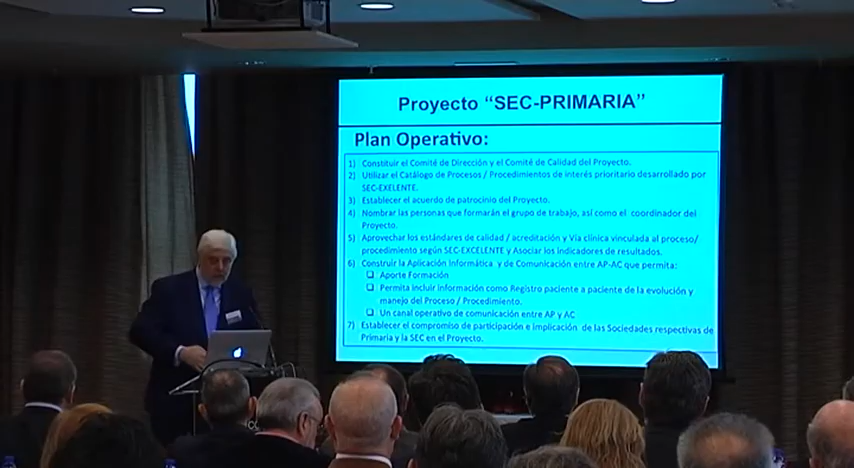 Proyecto “SEC-PRIMARIA”
Plan Operativo:
1) Constituir el Comité de Dirección y el Comité de Calidad del Proyecto.
2) Utilizar el Catálogo de Procesos / Procedimientos de interés prioritario desarrollado por
SEC-EXELENTE.
3) Establecer el acuerdo de patrocinio del Proyecto.
4) Nombrar las personas que formarán el grupo de trabajo, así como el coordinador del
Proyecto.
5) Aprovechar los estándares de calidad / acreditación y Vía clínica vinculada al proceso/
procedimiento según SEC-EXCELENTE y Asociar los indicadores de resultados.
6) Construir la Aplicación Informática y de Comunicación entre AP-AC que permita:
❑ Aporte Formación
❑ Permita incluir información como Registro paciente a paciente de la evolución y
manejo del Proceso / Procedimiento.
❑ Un canal operativo de comunicación entre AP y AC
7) Establecer el compromiso de participación e implicación de las Sociedades respectivas de
Primaria y la SEC en el Proyecto.